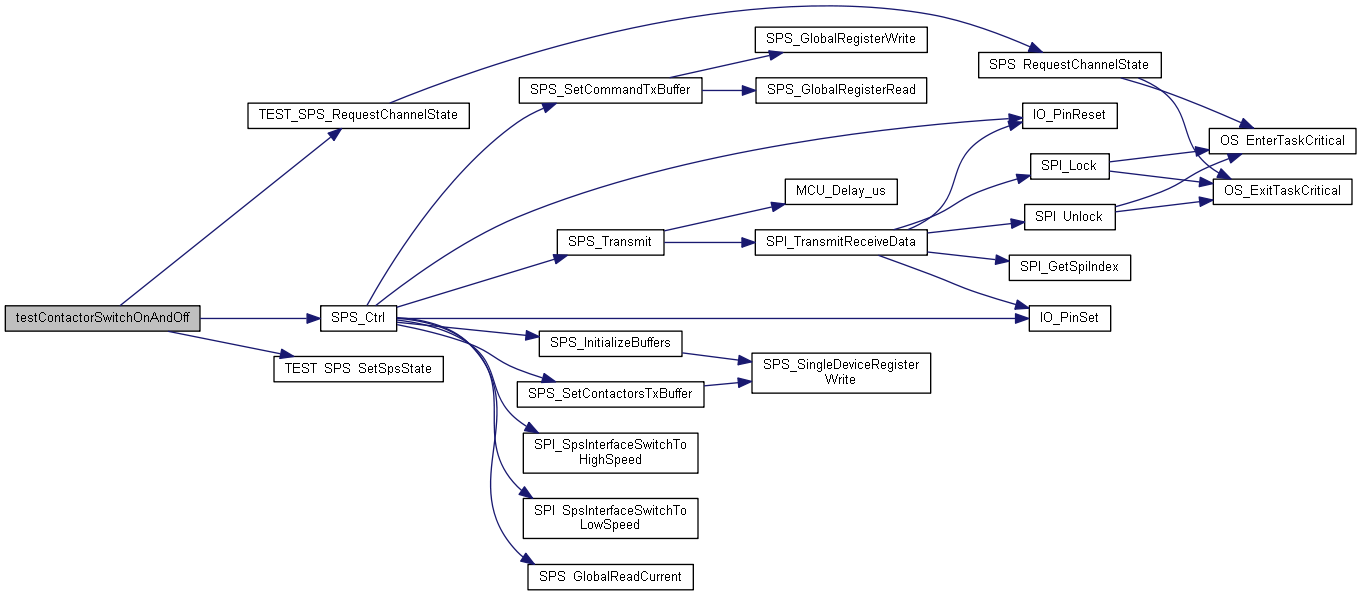 SPS_GlobalRegisterWrite
SPS_RequestChannelState
SPS_SetCommandTxBuffer
SPS_GlobalRegisterRead
TEST_SPS_RequestChannelState
IO_PinReset
OS_EnterTaskCritical
SPI_Lock
MCU_Delay_us
OS_ExitTaskCritical
SPI_Unlock
SPS_Transmit
SPI_TransmitReceiveData
SPI_GetSpiIndex
testContactorSwitchOnAndOff
SPS_Ctrl
IO_PinSet
SPS_InitializeBuffers
TEST_SPS_SetSpsState
SPS_SingleDeviceRegister
Write
SPS_SetContactorsTxBuffer
SPI_SpsInterfaceSwitchTo
HighSpeed
SPI_SpsInterfaceSwitchTo
LowSpeed
SPS_GlobalReadCurrent